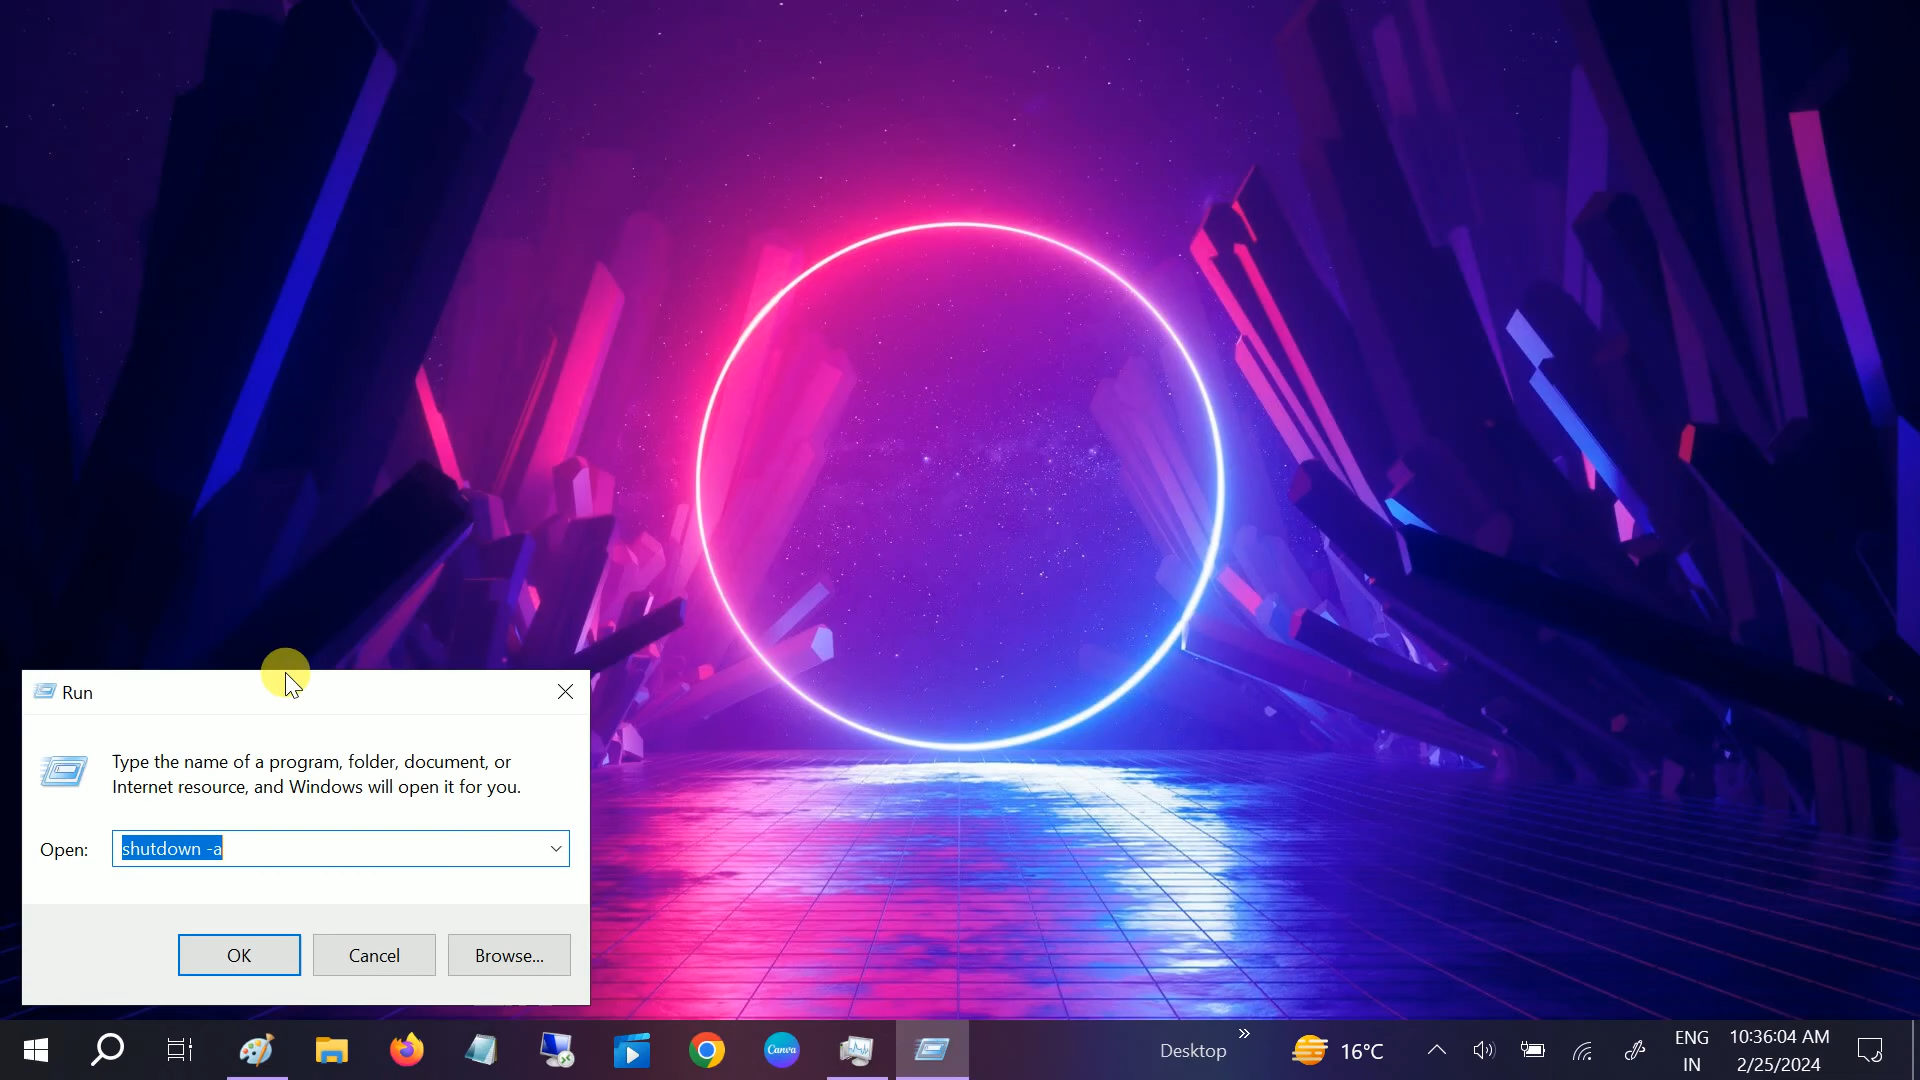 Run
Type the name of a program, folder, document, or
Internet resource, and Windows will open it for you.
Open:
shutdown -a
OK
Cancel
Browse...
Canva
Desktop
»
16°C
ENG
IN
10:36:04 AM
2/25/2024